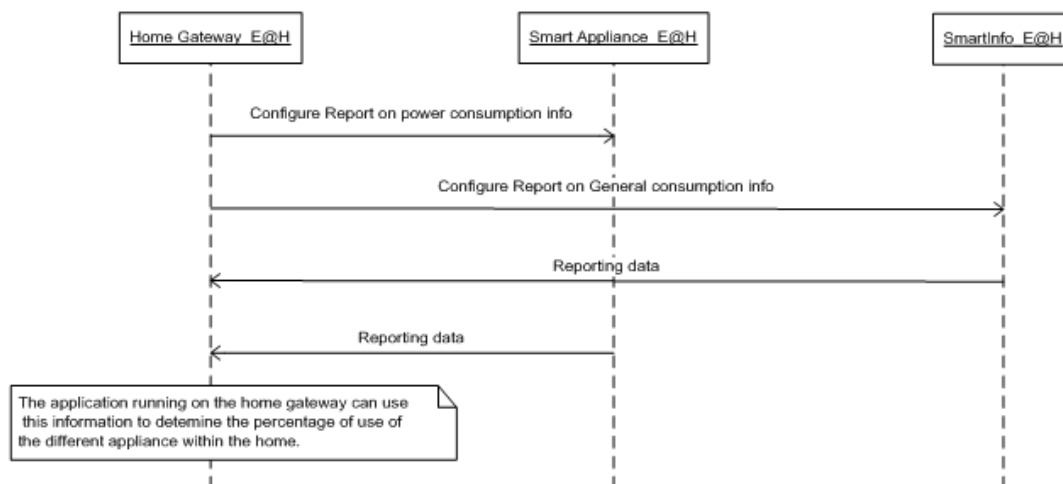 Home Gateway_E@H
Smart Appliance_E@H
SmartInfo_E@H
Configure Report on power consumption info
Configure Report on General consumption info
Reporting data
Reporting data
The application running on the home gateway can use
this information to detemine the percentage of use of
the different appliance within the home.